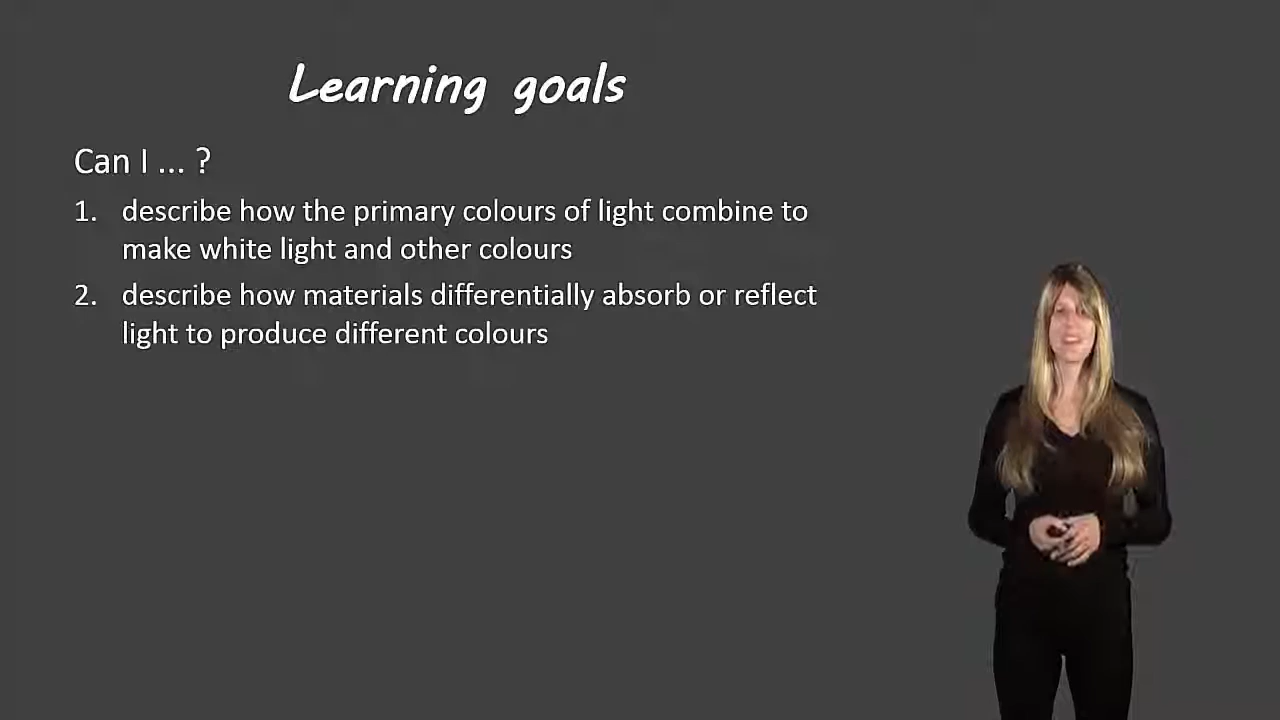 Learning goals
Can I ... ?
1. describe how the primary colours of light combine to
make white light and other colours
2. describe how materials differentially absorb or reflect
light to produce different colours